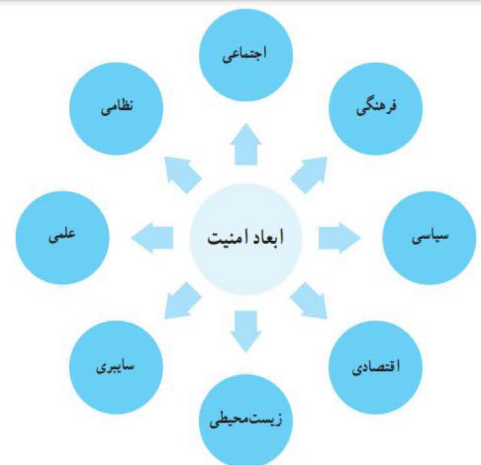 اجتماعی
فرهنگی
نظامی
ابعاد امنیت
سیاسی
علمی
اقتصادی
سایبری
زیست‌محیطی